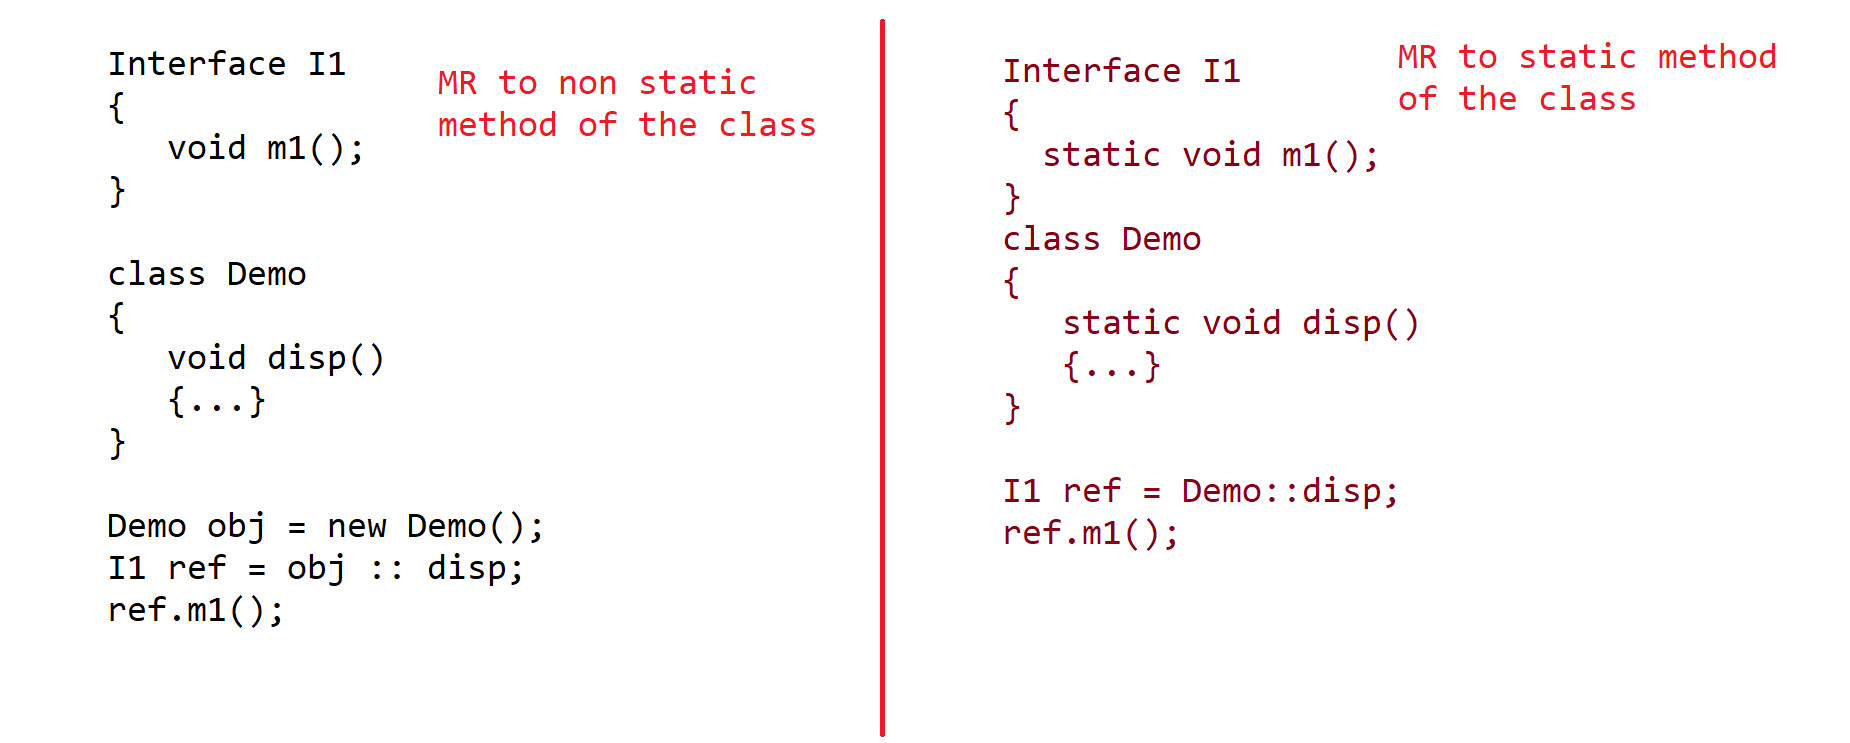 Interface I1
{
   void m1();
}
MR to non static
method of the class
class Demo
{
   void disp()
   {...}
}
Demo obj = new Demo();
I1 ref = obj :: disp;
ref.m1();
Interface I1
{
  static void m1();
}
MR to static method
of the class
class Demo
{
   static void disp()
   {...}
}
I1 ref = Demo::disp;
ref.m1();